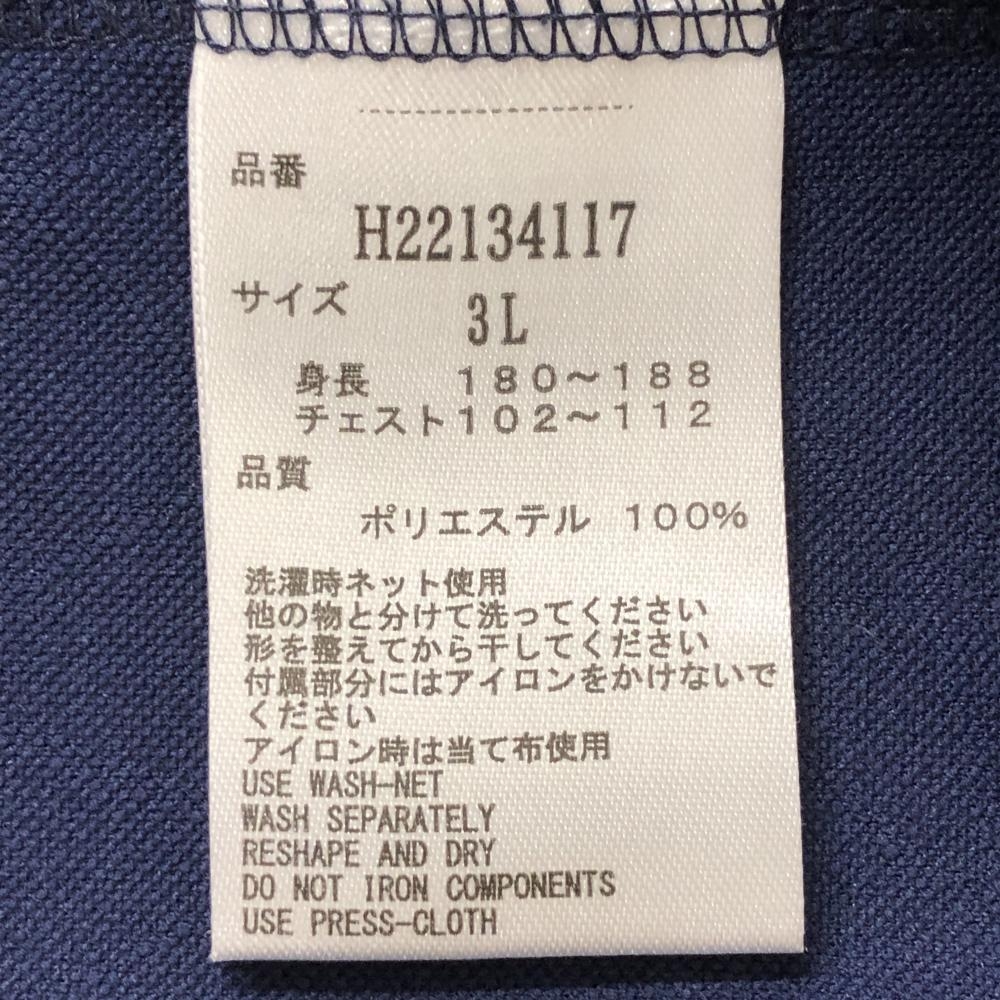 品番
H22134117
サイズ 3L
身長 180～188
チェスト102～112
品質
ポリエステル 100%
洗濯時ネット使用
他の物と分けて洗ってください
形を整えてから干してください
付属部分にはアイロンをかけないで
ください
アイロン時は当て布使用
USE WASH-NET
WASH SEPARATELY
RESHAPE AND DRY
DO NOT IRON COMPONENTS
USE PRESS-CLOTH